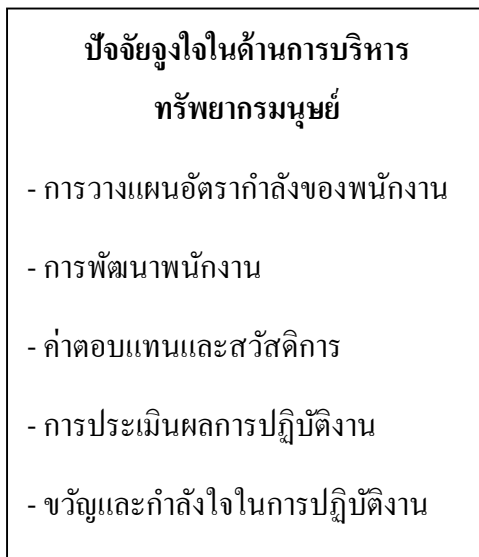 ปัจจัยจูงใจในด้านการบริหาร
ทรัพยากรมนุษย์
- การวางแผนอัตรากำลังของพนักงาน
- การพัฒนาพนักงาน
- ค่าตอบแทนและสวัสดิการ
- การประเมินผลการปฏิบัติงาน
- ขวัญและกำลังใจในการปฏิบัติงาน